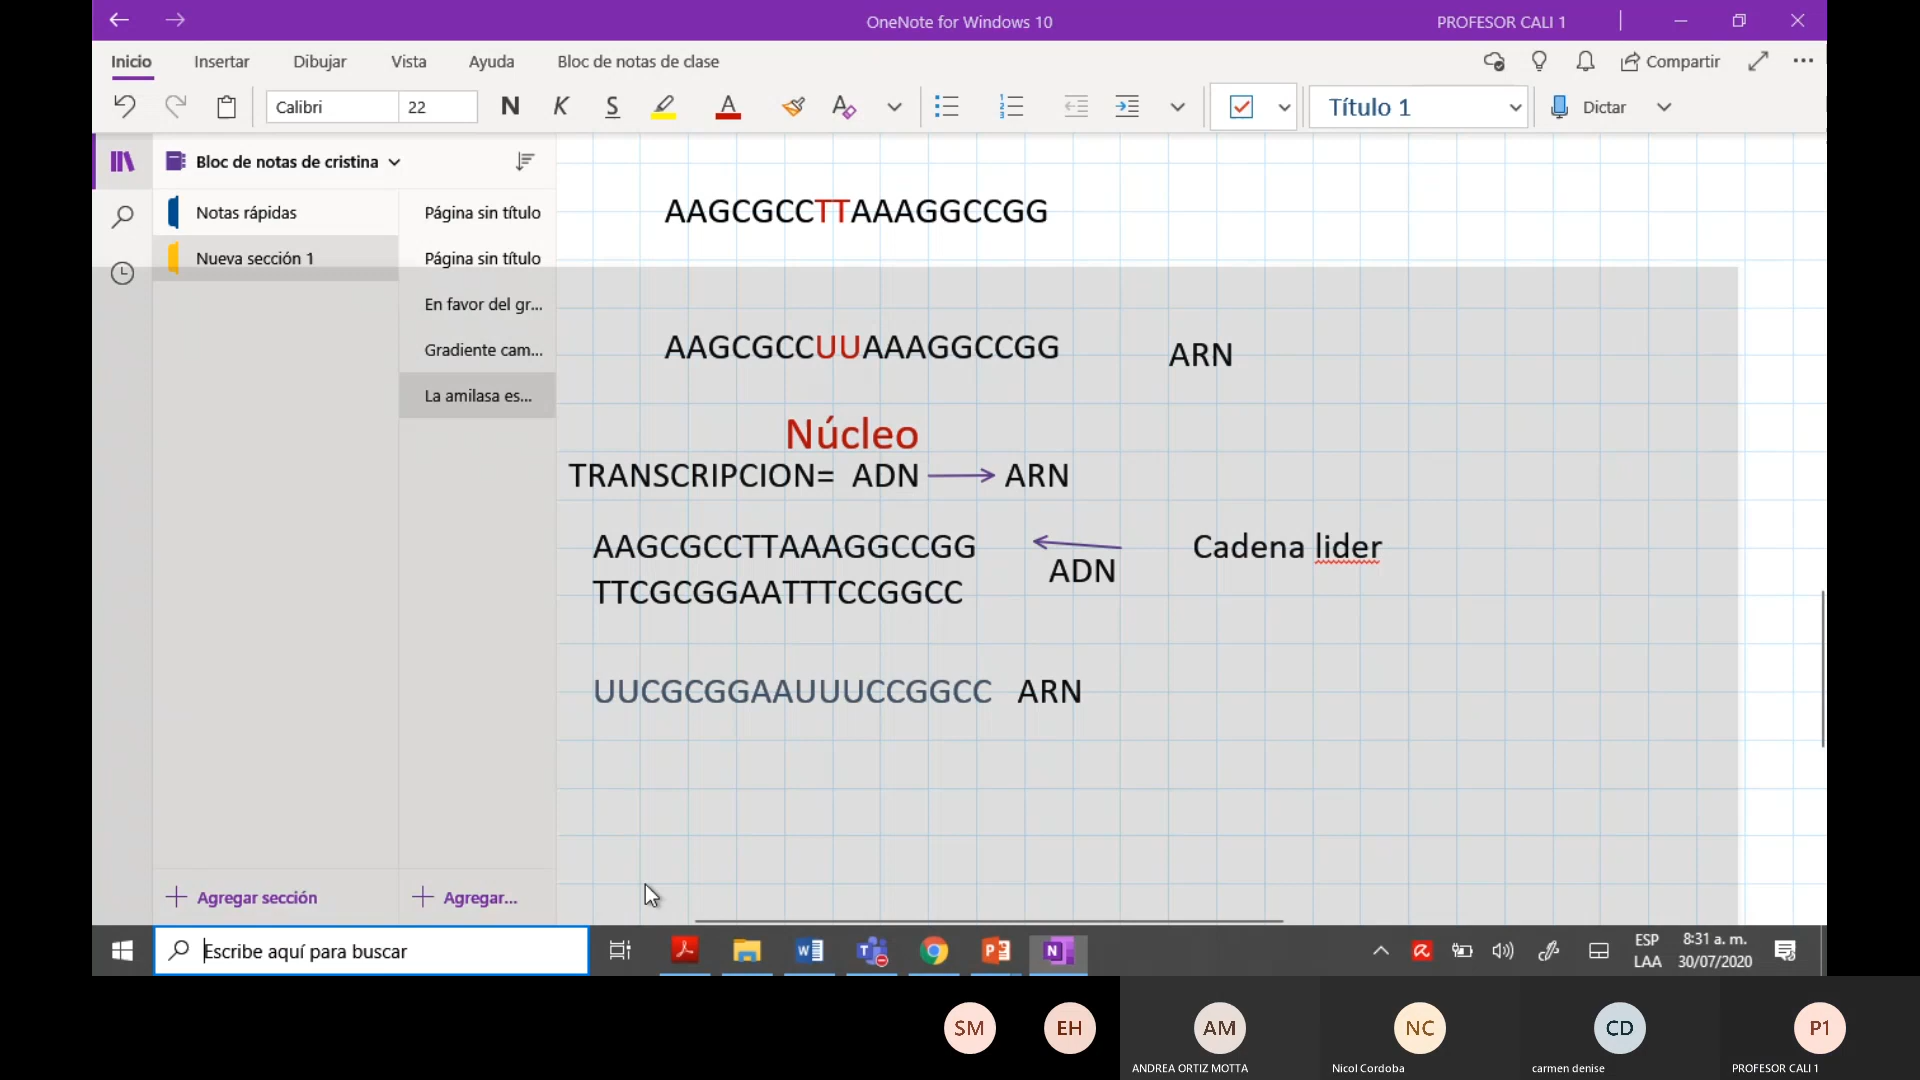 OneNote for Windows 10
PROFESOR CALI 1
Inicio
Insertar
Dibujar
Vista
Ayuda
Bloc de notas de clase
Compartir
Calibri
22
N
K
S
A
A
Título 1
Dictar
Bloc de notas de cristina
Notas rápidas
Nueva sección 1
Página sin título
Página sin título
En favor del gr...
Gradiente cam...
La amilasa es...
AAGCGCCTTAAAGGCCGG
AAGCGCCUUAAAGGCCGG
ARN
Núcleo
TRANSCRIPCION= ADN ARN
AAGCGCCTTAAAGGCCGG
Cadena lider
ADN
TTCGCGGAATTTCCGGCC
UUCGCGGAAUUUCCGGCC ARN
Agregar sección
Agregar...
Escribe aquí para buscar
ESP
LAA
8:31 a. m.
30/07/2020
SM
EH
AM
ANDREA ORTIZ MOTTA
NC
Nicol Cordoba
CD
carmen denise
P1
PROFESOR CALI 1